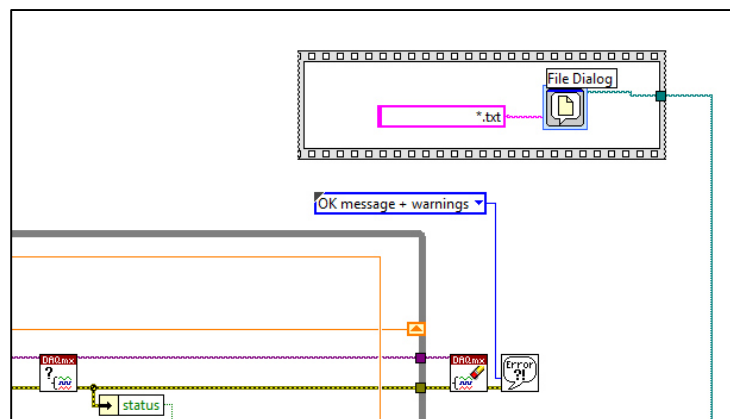 File Dialog
*.txt
OK message + warnings
DAQmx
?
DAQmx
Error
?!
status